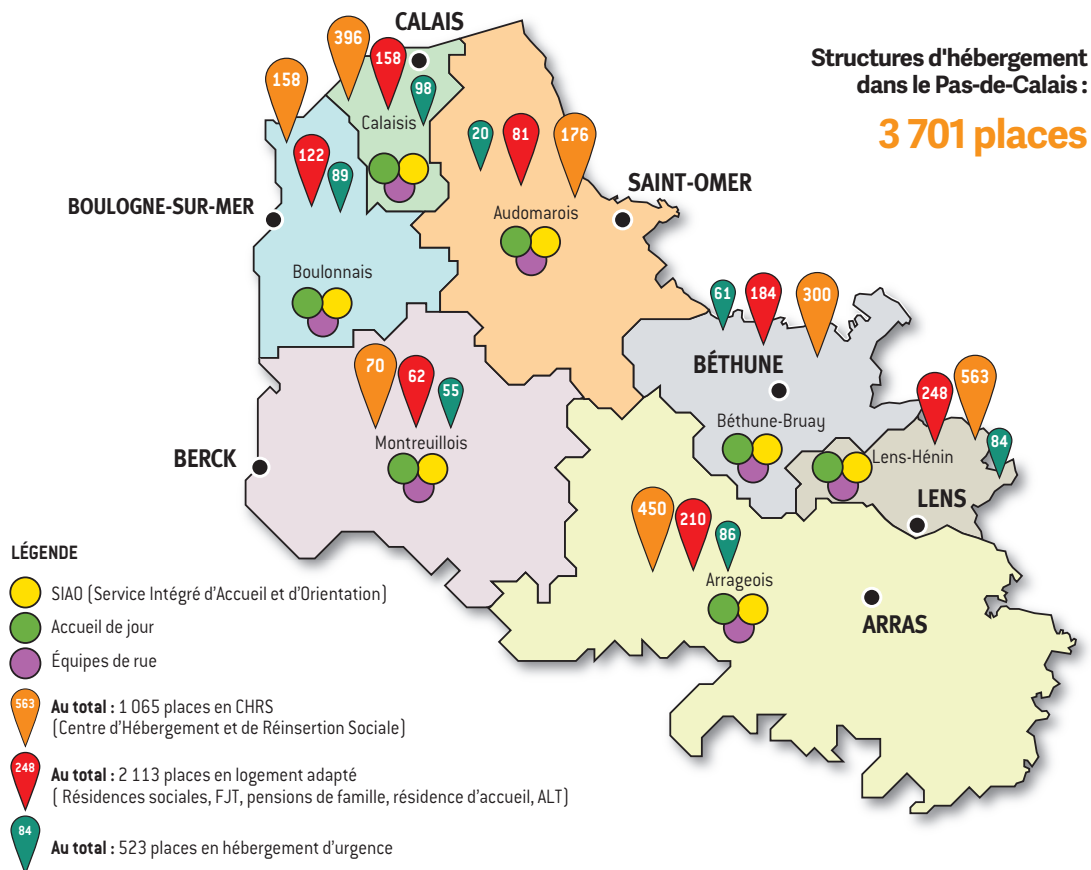 Structures d'hébergement
dans le Pas-de-Calais :
3 701 places
CALAIS
396
158
98
Calaisis
158
122
89
BOULOGNE-SUR-MER
Boulonnais
20
81
176
SAINT-OMER
Audomarois
61
184
300
BÉTHUNE
Béthune-Bruay
248
563
84
Lens-Hénin
LENS
70
62
55
Montreuillois
BERCK
450
210
86
Arrageois
ARRAS
LÉGENDE
SIAO (Service Intégré d'Accueil et d'Orientation)
Accueil de jour
Équipes de rue
563
Au total : 1 065 places en CHRS
(Centre d'Hébergement et de Réinsertion Sociale)
248
Au total : 2 113 places en logement adapté
( Résidences sociales, FJT, pensions de famille, résidence d'accueil, ALT)
84
Au total : 523 places en hébergement d'urgence